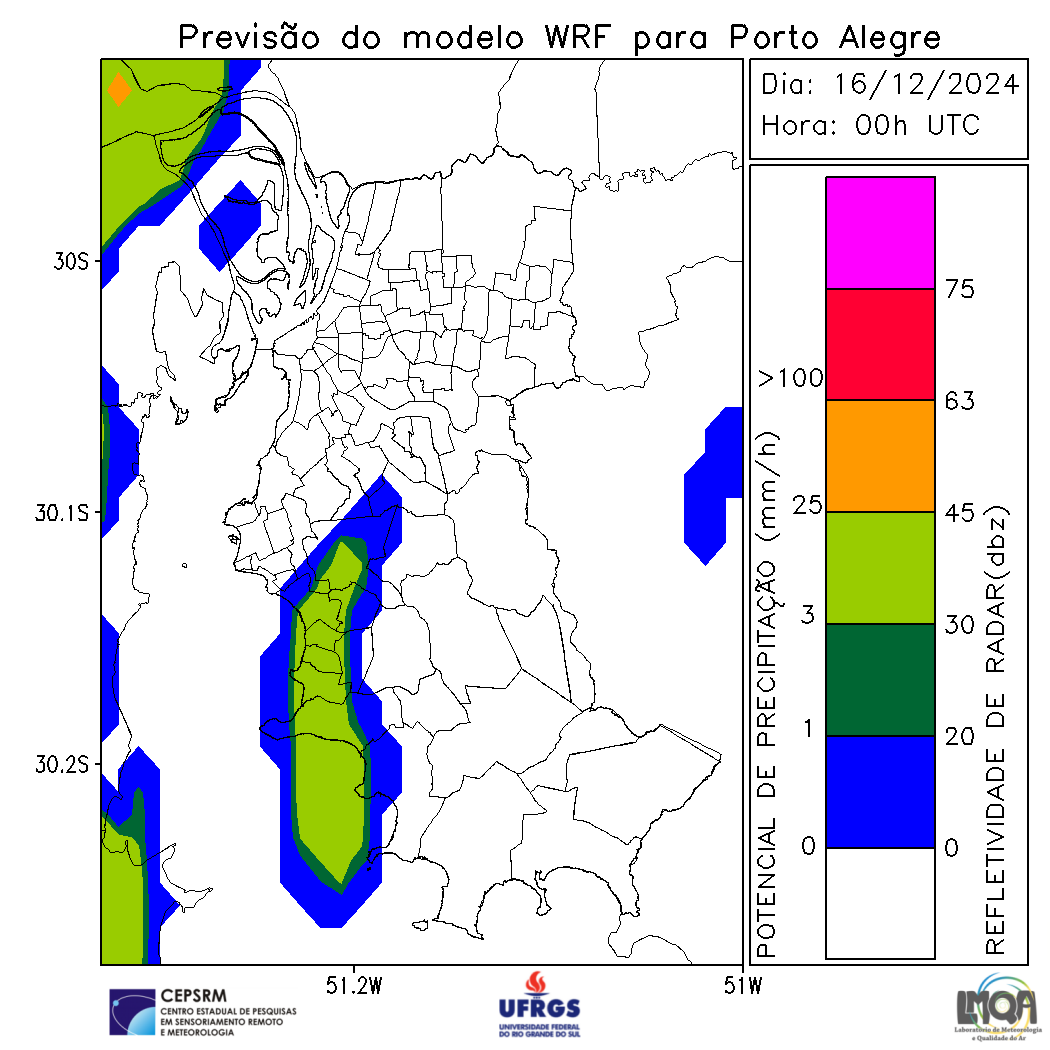 Previsão do modelo WRF para Porto Alegre
Dia: 16/12/2024
Hora: 00h UTC
30S
30.1S
30.2S
51.2W
51W
POTENCIAL DE PRECIPITAÇÃO (mm/h)
>100
25
3
1
0
75
63
45
30
20
0
REFLETIVIDADE DE RADAR(dbz)
CEPSRM
CENTRO ESTADUAL DE PESQUISAS
EM SENSORIAMENTO REMOTO
E METEOROLOGIA
UFRGS
UNIVERSIDADE FEDERAL
DO RIO GRANDE DO SUL
LMQA
Laboratório de Meteorologia
e Qualidade do Ar